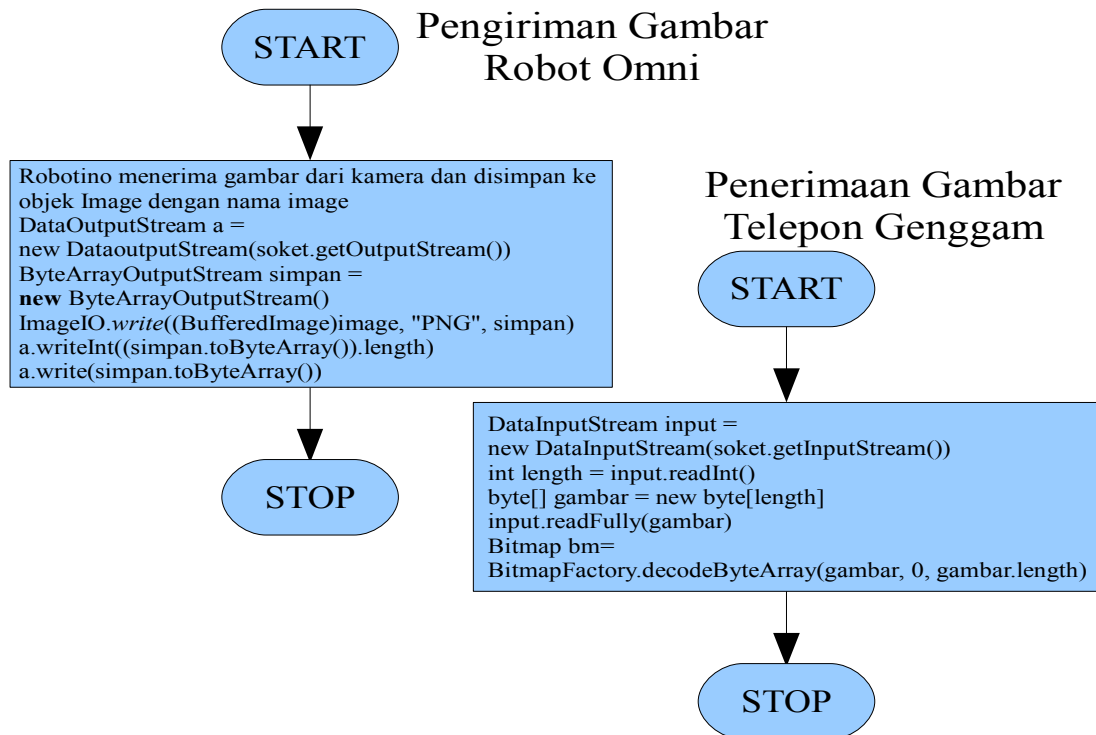 START
Pengiriman Gambar
Robot Omni
Robotino menerima gambar dari kamera dan disimpan ke
objek Image dengan nama image
DataOutputStream a =
new DataoutputStream(soket.getOutputStream())
ByteArrayOutputStream simpan =
new ByteArrayOutputStream()
ImageIO.write((BufferedImage)image, "PNG", simpan)
a.writeInt((simpan.toByteArray()).length)
a.write(simpan.toByteArray())
STOP
Penerimaan Gambar
Telepon Genggam
START
DataInputStream input =
new DataInputStream(soket.getInputStream())
int length = input.readInt()
byte[] gambar = new byte[length]
input.readFully(gambar)
Bitmap bm=
BitmapFactory.decodeByteArray(gambar, 0, gambar.length)
STOP